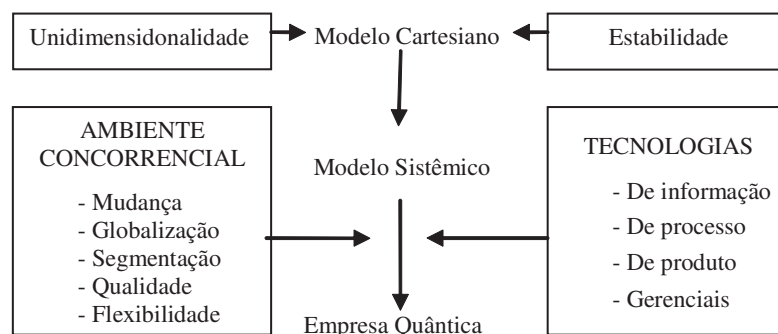 Unidimensidonalidade
Modelo Cartesiano
Estabilidade
AMBIENTE
CONCORRENCIAL
- Mudança
- Globalização
- Segmentação
- Qualidade
- Flexibilidade
Modelo Sistêmico
TECNOLOGIAS
- De informação
- De processo
- De produto
- Gerenciais
Empresa Quântica